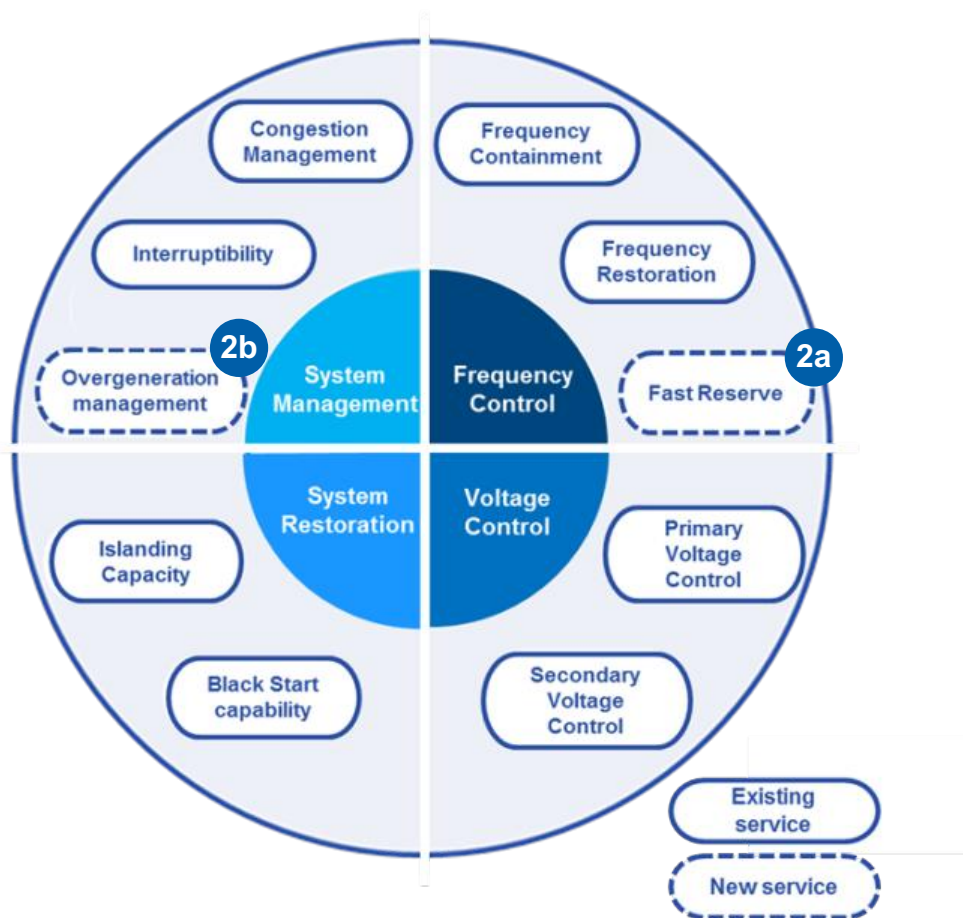 Congestion
Management
Frequency
Containment
Interruptibility
Frequency
Restoration
2b
Overgeneration
management
System
Management
Frequency
Control
2a
Fast Reserve
System
Restoration
Voltage
Control
Islanding
Capacity
Primary
Voltage
Control
Black Start
capability
Secondary
Voltage
Control
Existing
service
New service